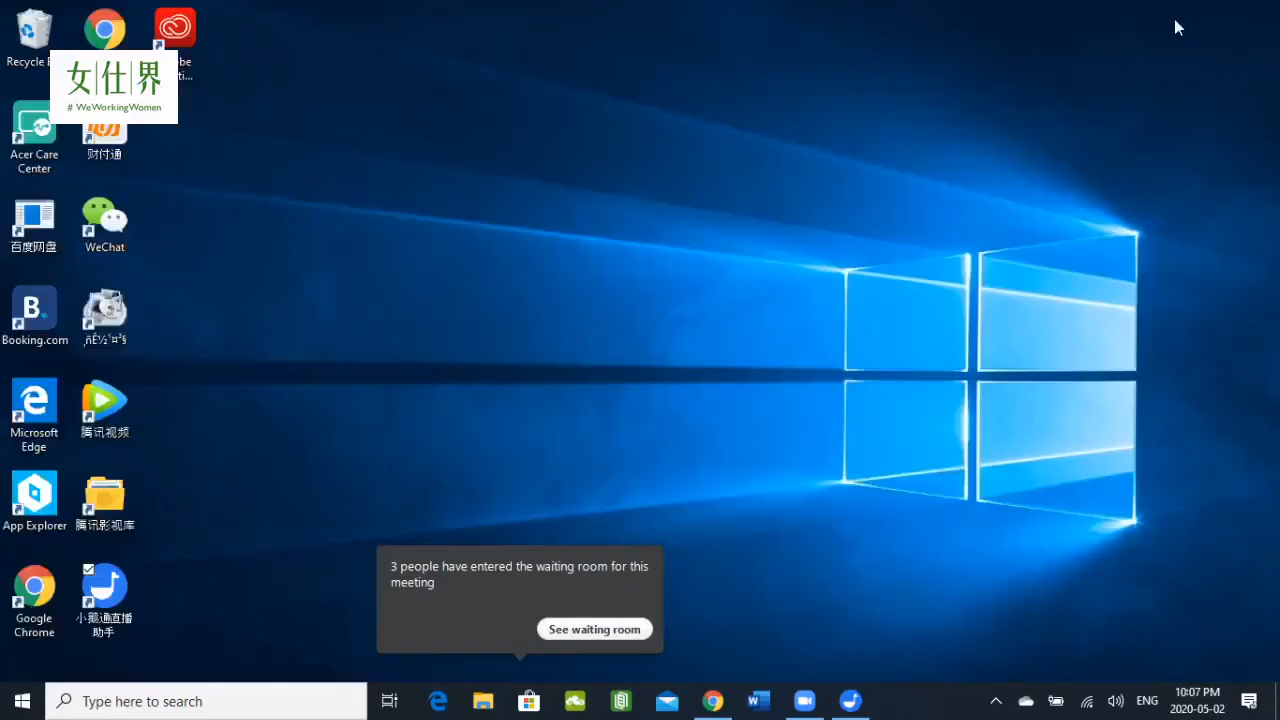 Recycle B
be
ti...
女仕界
# WeWorkingWomen
Acer Care
Center
财付通
百度网盘
WeChat
Booking.com
¸ñÊ½¹¤³§
Microsoft
Edge
腾讯视频
App Explorer
腾讯影视库
Google
Chrome
小鹅通直播
助手
3 people have entered the waiting room for this
meeting
See waiting room
Type here to search
ENG
10:07 PM
2020-05-02